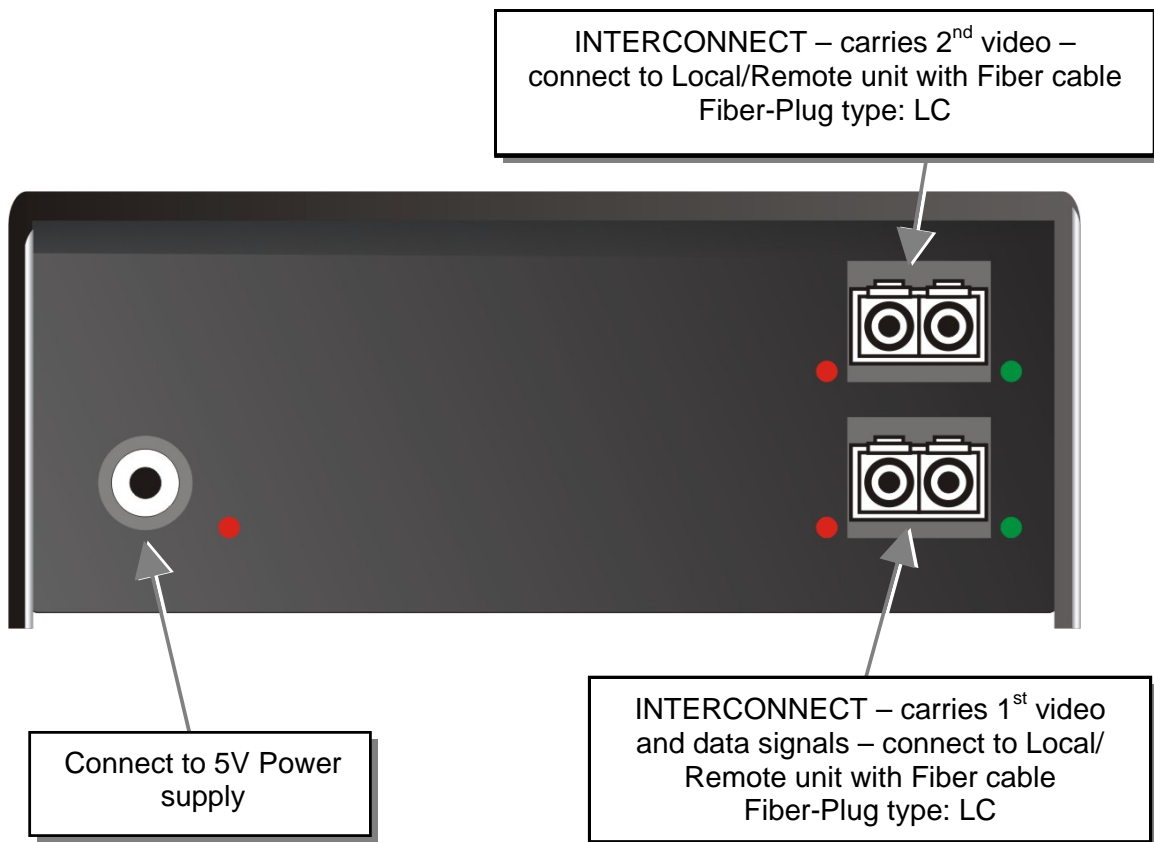 INTERCONNECT – carries 2nd video –
connect to Local/Remote unit with Fiber cable
Fiber-Plug type: LC
Connect to 5V Power
supply
INTERCONNECT – carries 1st video
and data signals – connect to Local/
Remote unit with Fiber cable
Fiber-Plug type: LC